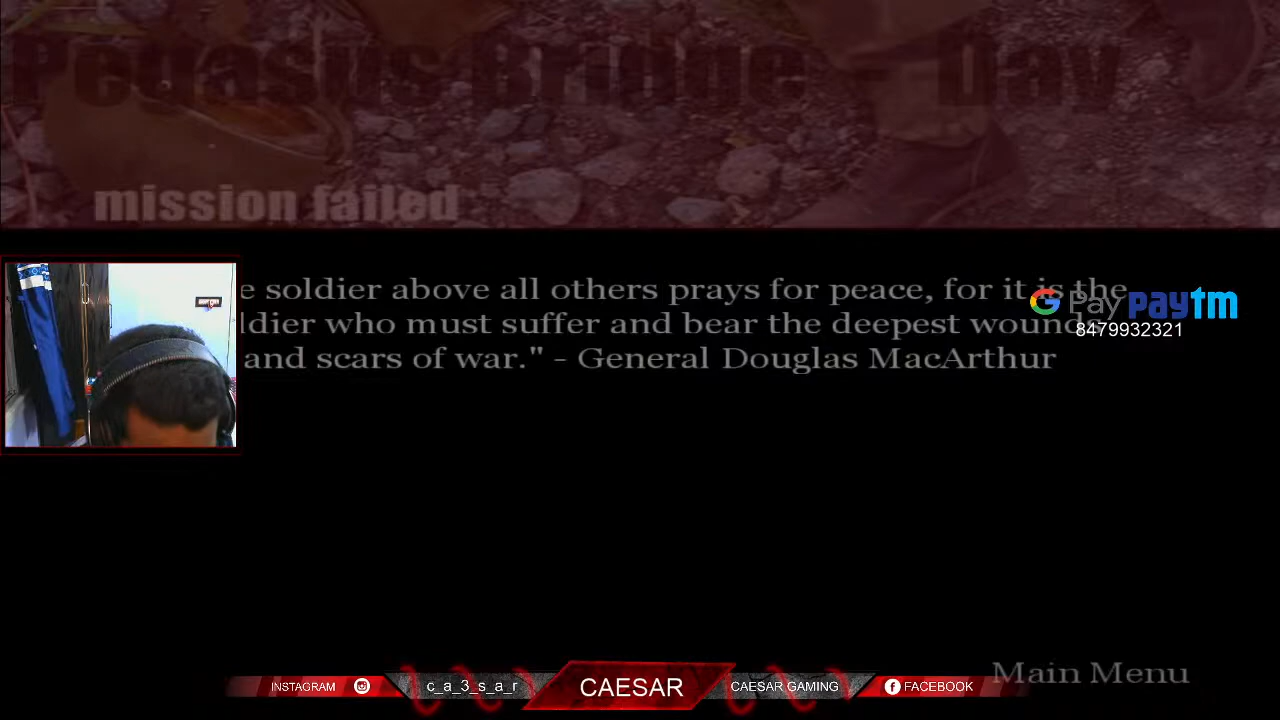 Pegasus Bridge - Day
mission failed
e soldier above all others prays for peace, for it is the
ldier who must suffer and bear the deepest wounds
and scars of war." - General Douglas MacArthur
G Pay paytm
8479932321
Main Menu
INSTAGRAM c_a_3_s_a_r CAESAR CAESAR GAMING FACEBOOK